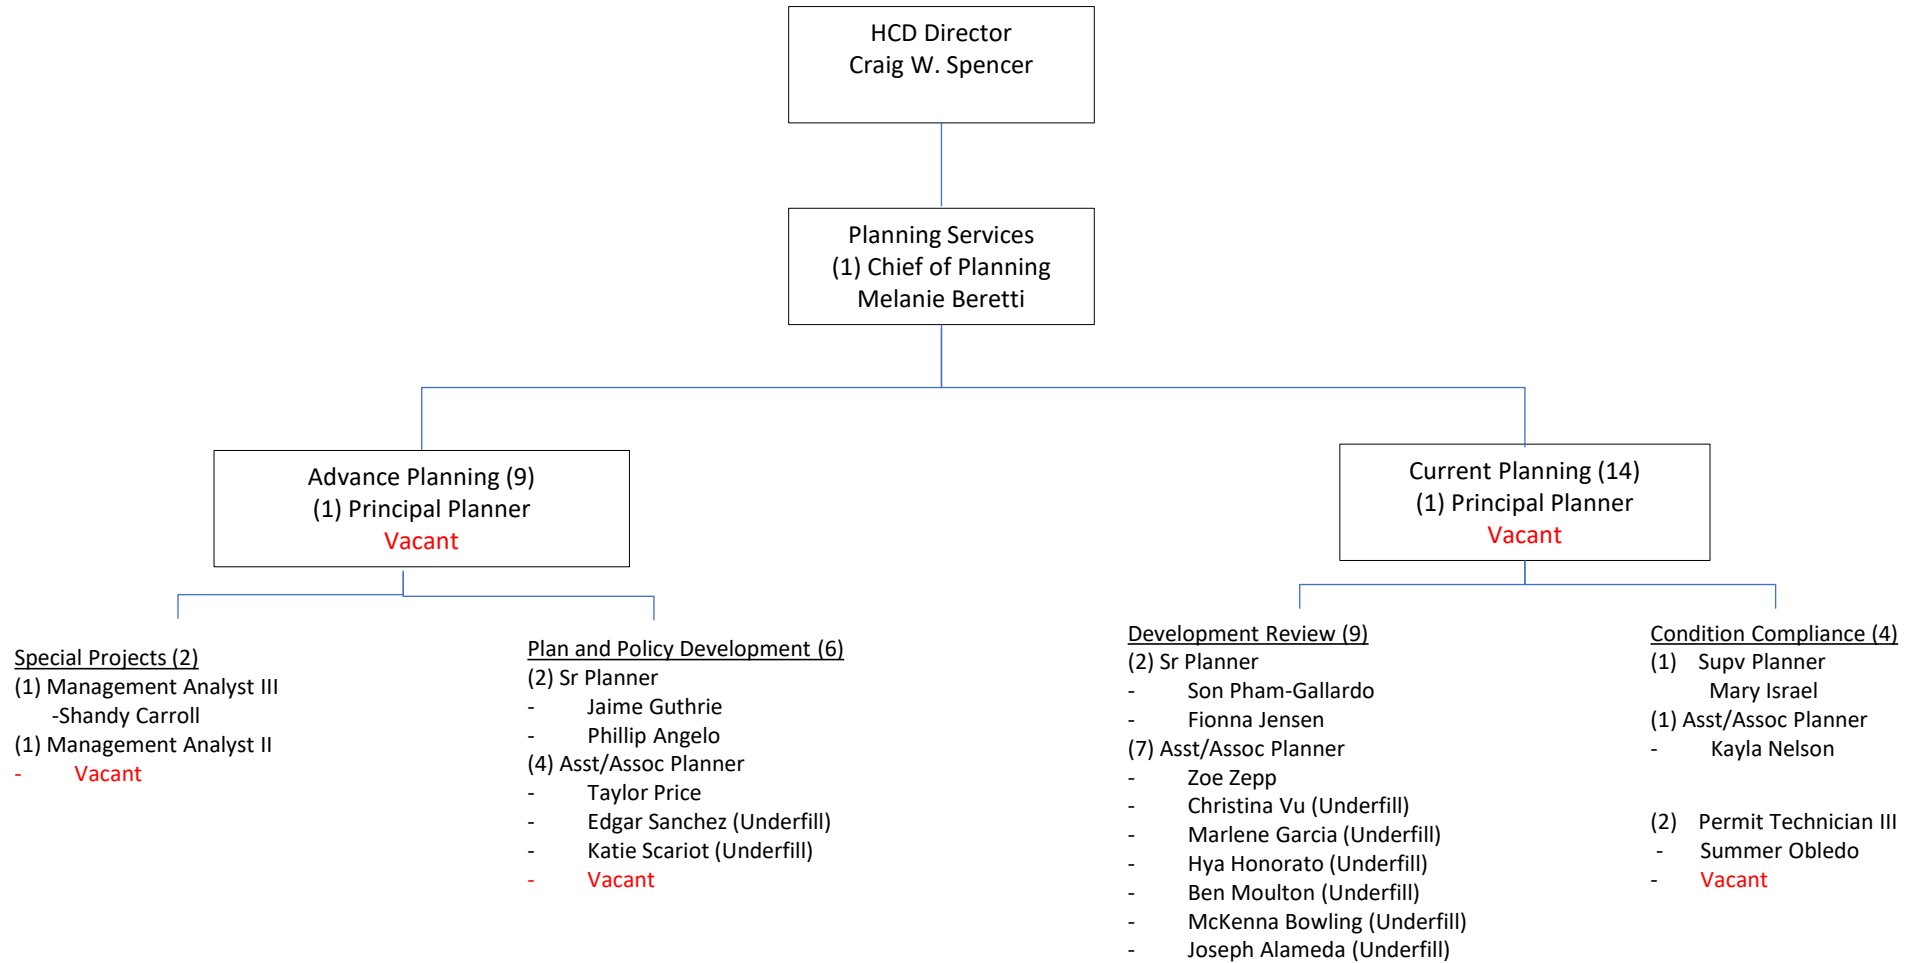 HCD Director
Craig W. Spencer
Planning Services
(1) Chief of Planning
Melanie Beretti
Advance Planning (9)
(1) Principal Planner
Vacant
Current Planning (14)
(1) Principal Planner
Vacant
Special Projects (2)
(1) Management Analyst III
-Shandy Carroll
(1) Management Analyst II
- Vacant
Plan and Policy Development (6)
(2) Sr Planner
- Jaime Guthrie
- Phillip Angelo
(4) Asst/Assoc Planner
- Taylor Price
- Edgar Sanchez (Underfill)
- Katie Scariot (Underfill)
- Vacant
Development Review (9)
(2) Sr Planner
- Son Pham-Gallardo
- Fionna Jensen
(7) Asst/Assoc Planner
- Zoe Zepp
- Christina Vu (Underfill)
- Marlene Garcia (Underfill)
- Hya Honorato (Underfill)
- Ben Moulton (Underfill)
- McKenna Bowling (Underfill)
- Joseph Alameda (Underfill)
Condition Compliance (4)
(1) Supv Planner
Mary Israel
(1) Asst/Assoc Planner
- Kayla Nelson
(2) Permit Technician III
- Summer Obledo
- Vacant